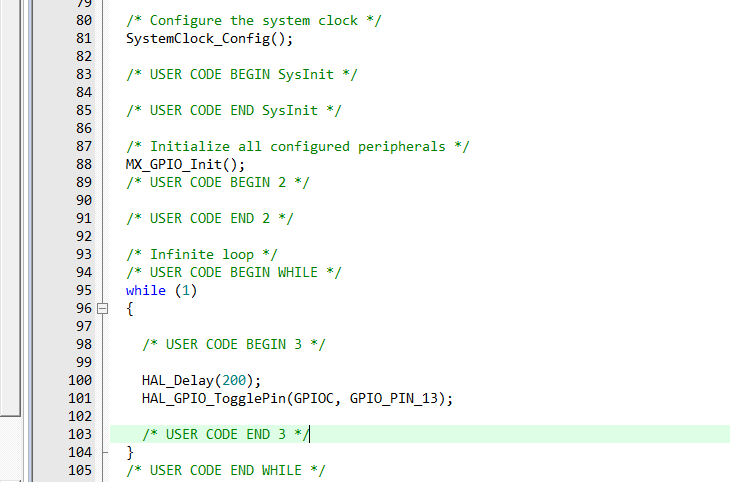 79
80 /* Configure the system clock */
81 SystemClock_Config();
82
83 /* USER CODE BEGIN SysInit */
84
85 /* USER CODE END SysInit */
86
87 /* Initialize all configured peripherals */
88 MX_GPIO_Init();
89 /* USER CODE BEGIN 2 */
90
91 /* USER CODE END 2 */
92
93 /* Infinite loop */
94 /* USER CODE BEGIN WHILE */
95 while (1)
96 {
97
98 /* USER CODE BEGIN 3 */
99
100 HAL_Delay(200);
101 HAL_GPIO_TogglePin(GPIOC, GPIO_PIN_13);
102
103 /* USER CODE END 3 */
104 }
105 /* USER CODE END WHILE */